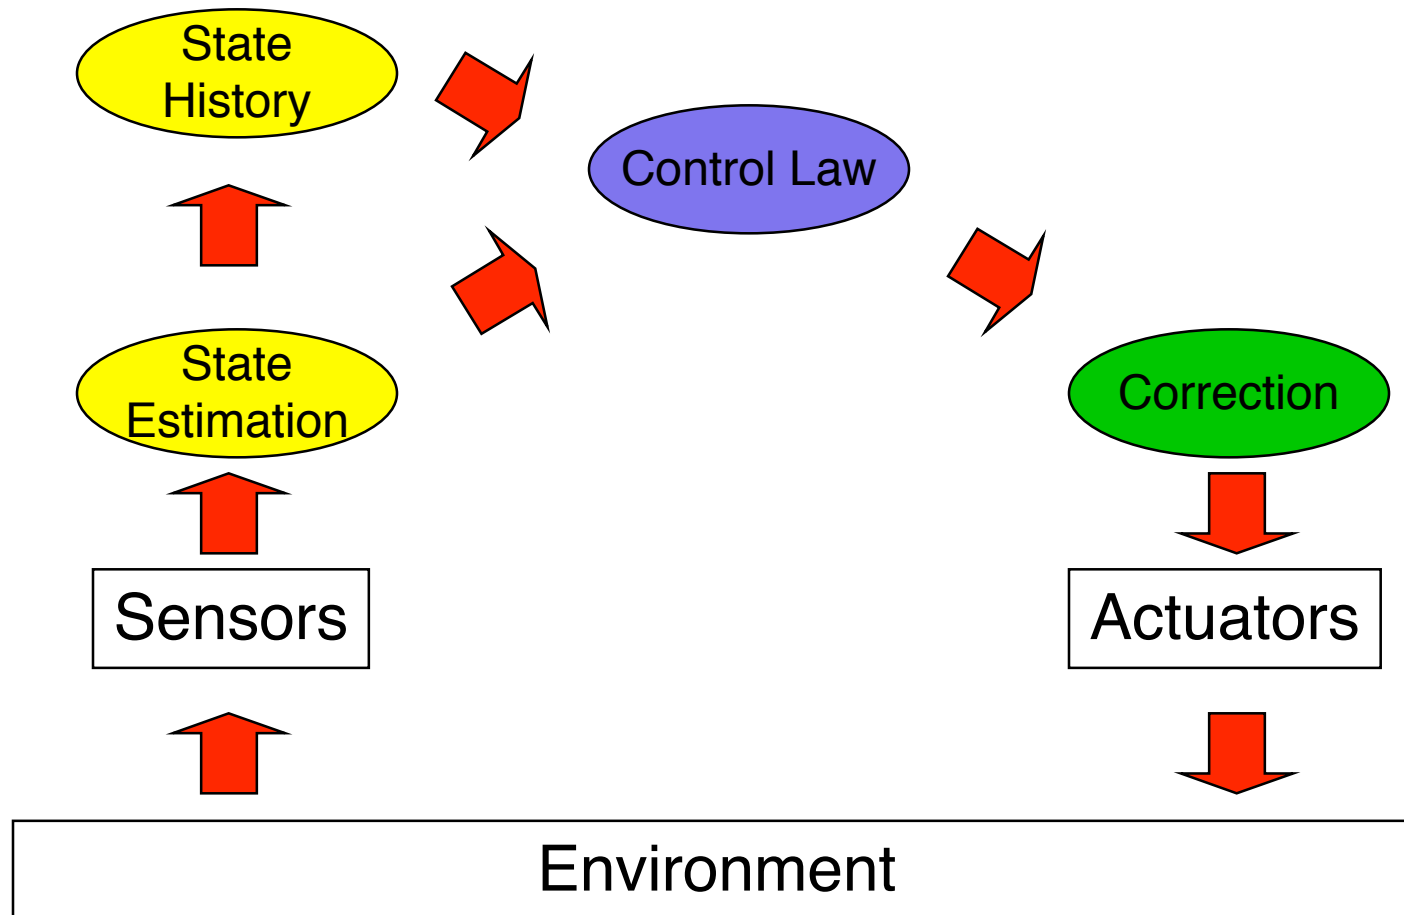 State
History
Control Law
State
Estimation
Correction
Sensors
Actuators
Environment